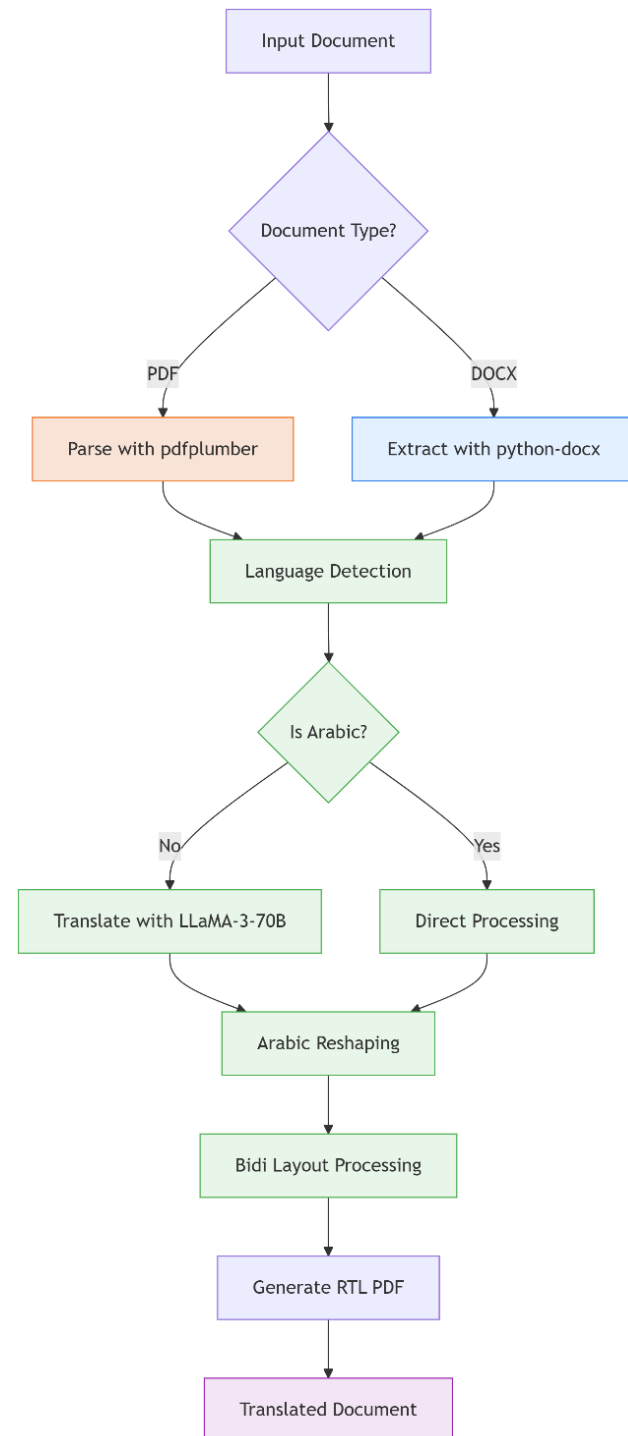 Input Document
Document Type?
PDF
DOCX
Parse with pdfplumber
Extract with python-docx
Language Detection
Is Arabic?
No
Yes
Translate with LLaMA-3-70B
Direct Processing
Arabic Reshaping
Bidi Layout Processing
Generate RTL PDF
Translated Document